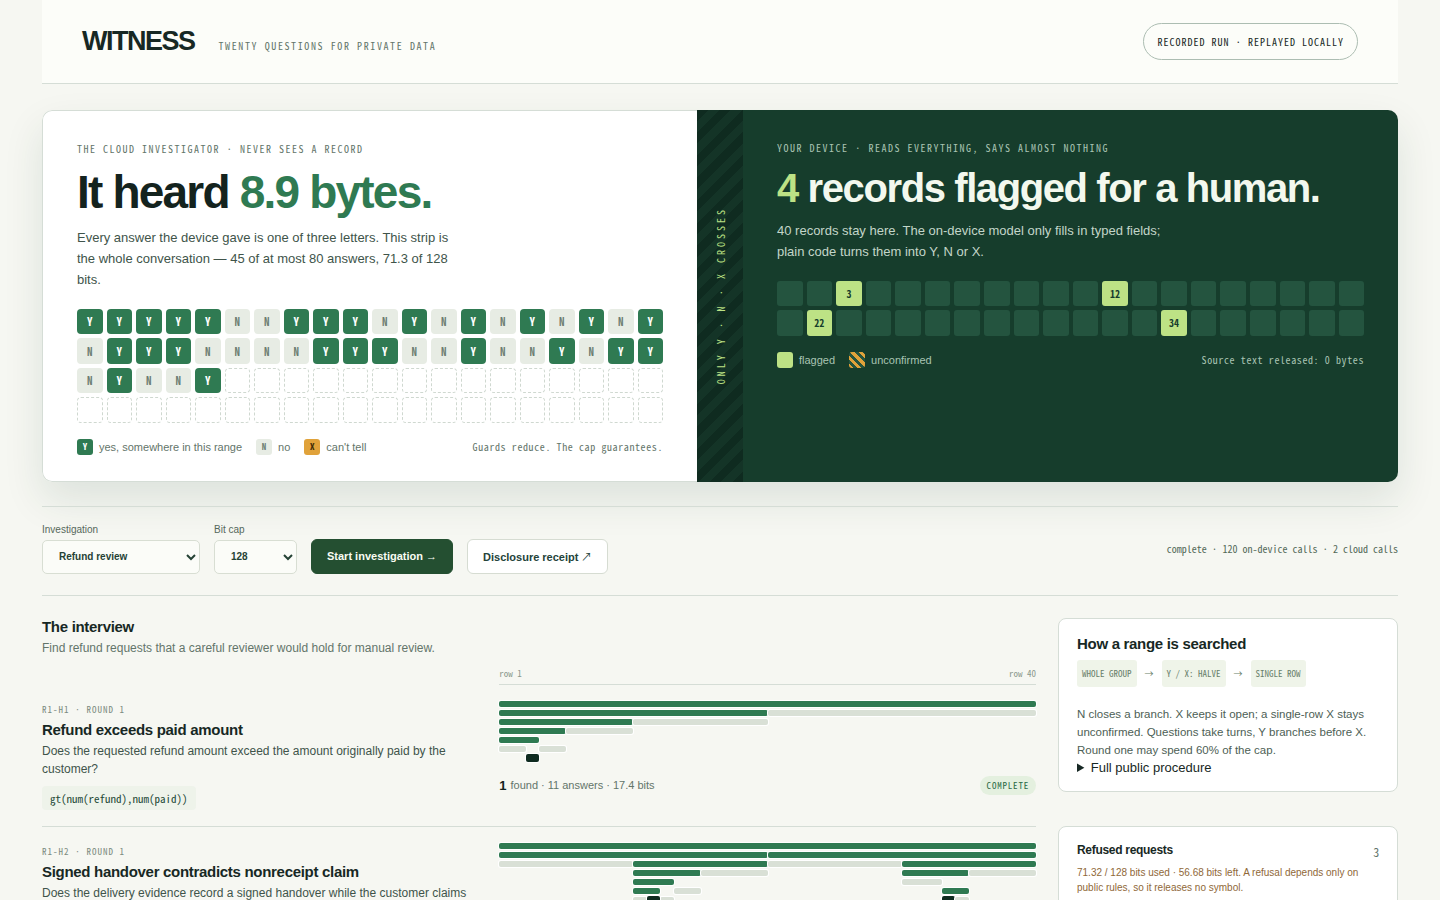 WITNESS
TWENTY QUESTIONS FOR PRIVATE DATA
RECORDED RUN · REPLAYED LOCALLY
THE CLOUD INVESTIGATOR · NEVER SEES A RECORD
It heard 8.9 bytes.
Every answer the device gave is one of three letters. This strip is
the whole conversation — 45 of at most 80 answers, 71.3 of 128
bits.
Y Y Y Y Y N N Y Y Y N Y N Y N Y N Y N Y
N Y Y Y N N N N Y Y Y N N Y N N Y N Y Y
N Y N N Y
Y yes, somewhere in this range N no X can't tell
Guards reduce. The cap guarantees.
ONLY Y · N · X CROSSES
YOUR DEVICE · READS EVERYTHING, SAYS ALMOST NOTHING
4 records flagged for a human.
40 records stay here. The on-device model only fills in typed fields;
plain code turns them into Y, N or X.
3 12
22 34
flagged unconfirmed
Source text released: 0 bytes
Investigation
Refund review
Bit cap
128
Start investigation →
Disclosure receipt ↗
complete · 120 on-device calls · 2 cloud calls
The interview
Find refund requests that a careful reviewer would hold for manual review.
row 1
row 40
R1-H1 · ROUND 1
Refund exceeds paid amount
Does the requested refund amount exceed the amount originally paid by the
customer?
gt(num(refund),num(paid))
1 found · 11 answers · 17.4 bits
COMPLETE
R1-H2 · ROUND 1
Signed handover contradicts nonreceipt claim
Does the delivery evidence record a signed handover while the customer claims
How a range is searched
WHOLE GROUP → Y / X: HALVE → SINGLE ROW
N closes a branch. X keeps it open; a single-row X stays
unconfirmed. Questions take turns, Y branches before X.
Round one may spend 60% of the cap.
▶ Full public procedure
Refused requests
3
71.32 / 128 bits used · 56.68 bits left. A refusal depends only on
public rules, so it releases no symbol.